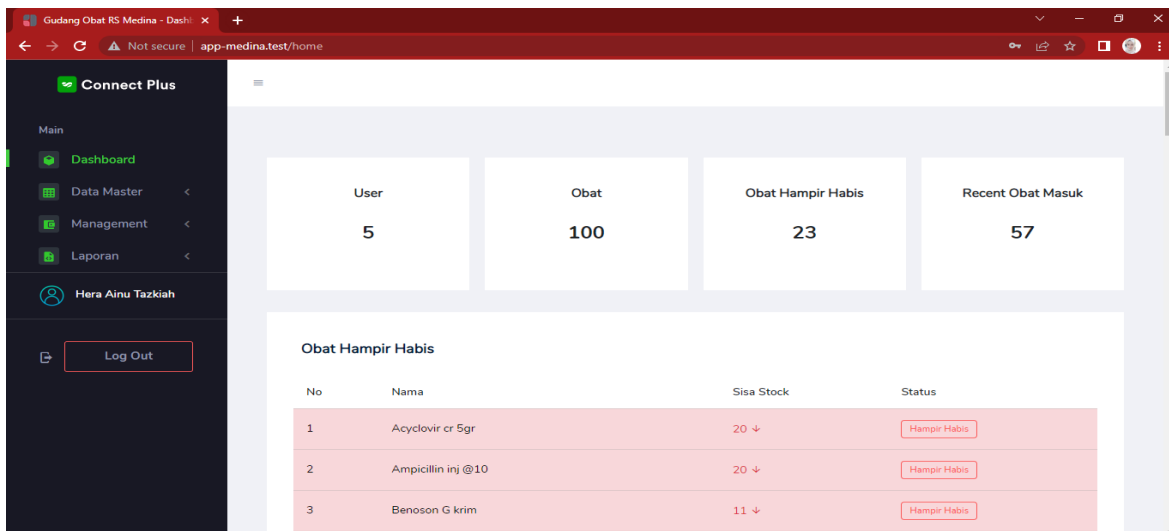 Gudang Obat RS Medina - Dashb
Not secure | app-medina.test/home
Connect Plus
Main
Dashboard
Data Master
Management
Laporan
Hera Ainu Tazkiah
Log Out
User Obat Obat Hampir Habis Recent Obat Masuk
5 100 23 57
Obat Hampir Habis
No Nama Sisa Stock Status
1 Acyclovir cr 5gr 20 ↓ Hampir Habis
2 Ampicillin inj @10 20 ↓ Hampir Habis
3 Benoson G krim 11 ↓ Hampir Habis